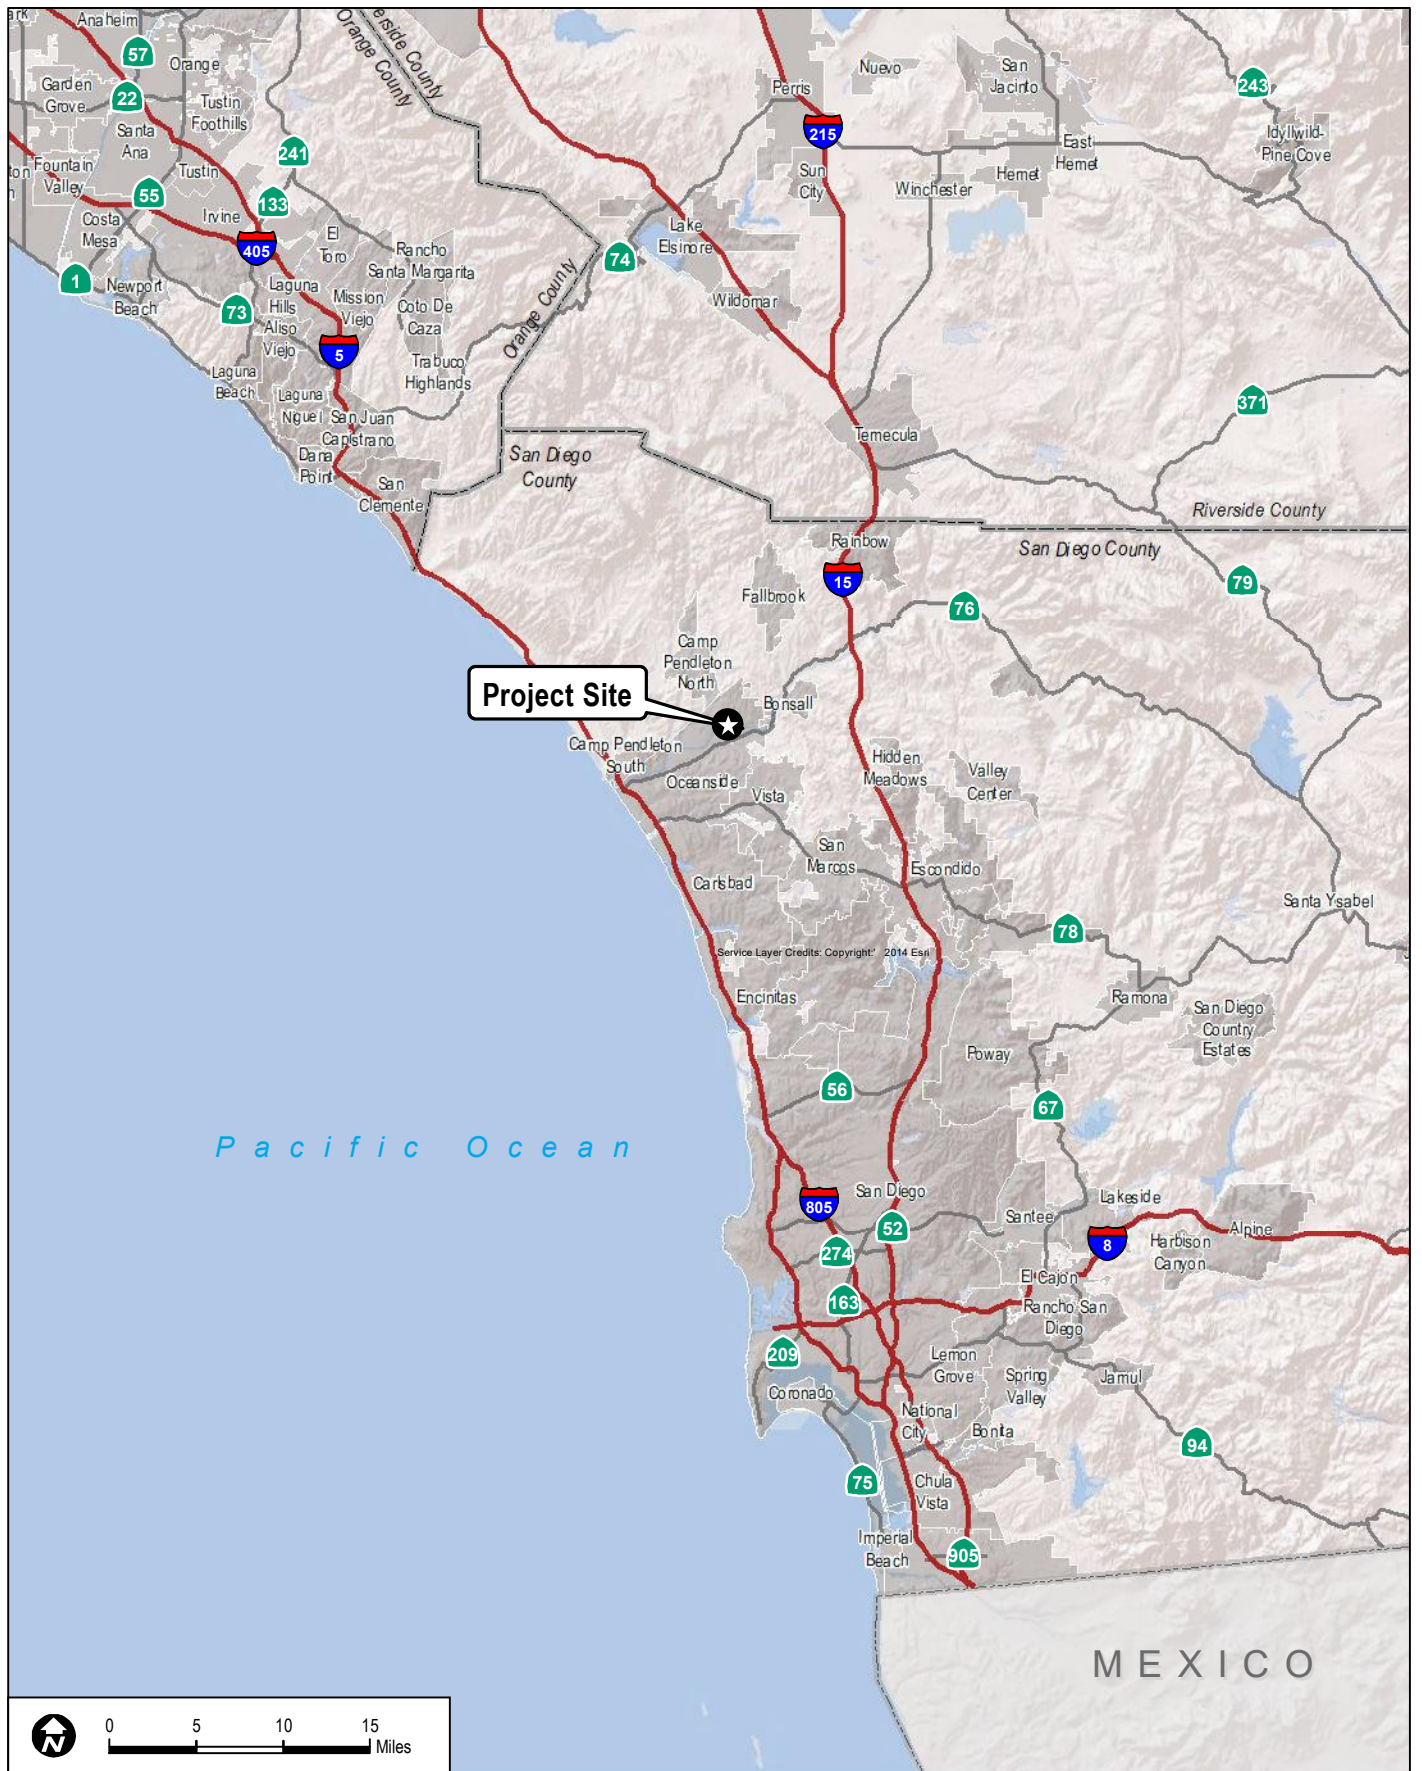 ark
Anaheim
57
Orange
Garden
Grove
22
Tustin
Foothills
Santa
Ana
241
ton
Fountain
Valley
Tustin
55
133
Costa
Mesa
Irvine
El
Toro
405
Rancho
Santa Margarita
1
Newport
Beach
Laguna
Hills
Mission
Viejo
Coto De
Caza
73
Aliso
Viejo
5
Trabuco
Highlands
Laguna
Beach
Laguna
Niguel
San Juan
Capistrano
Dana
Point
San
Clemente
erside County
Orange County
Orange County
74
Lake
Elsinore
Wildomar
Perris
215
Nuevo
San
Jacinto
243
Idyllwild-
Pine Cove
East
Hemet
Hemet
Sun
City
Winchester
371
Temecula
San Diego
County
Riverside County
San Diego County
Rainbow
15
79
Fallbrook
76
Camp
Pendleton
North
Project Site
Bonsall
Camp Pendleton
South
Oceanside
Vista
Hidden
Meadows
Valley
Center
San
Marcos
Escondido
Carlsbad
Santa Ysabel
78
Service Layer Credits: Copyright:' 2014 Esri
Encinitas
Ramona
San Diego
Country
Estates
Poway
56
67
Pacific Ocean
805
San Diego
Lakeside
52
Santee
8
Harbison
Canyon
Alpine
274
El Cajon
163
Rancho San
Diego
209
Lemon
Grove
Spring
Valley
Jamul
Coronado
National
City
Bonita
94
75
Chula
Vista
Imperial
Beach
905
MEXICO
N
0 5 10 15
Miles